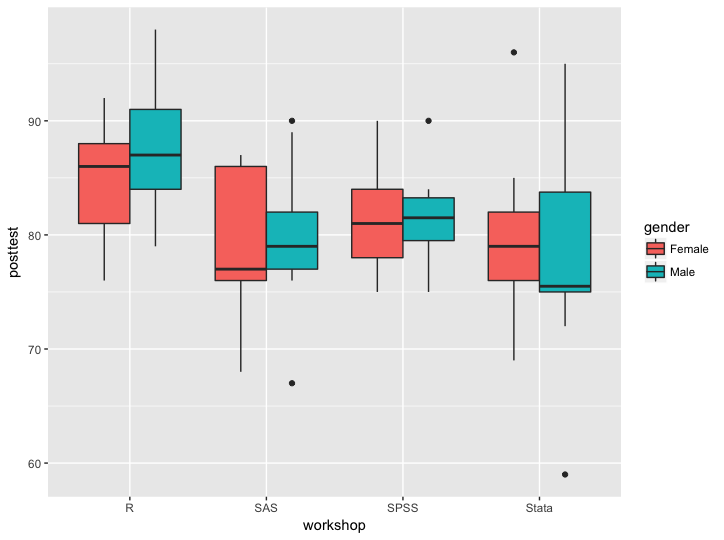 posttest
90
80
70
60
R SAS SPSS Stata
workshop
gender
Female
Male